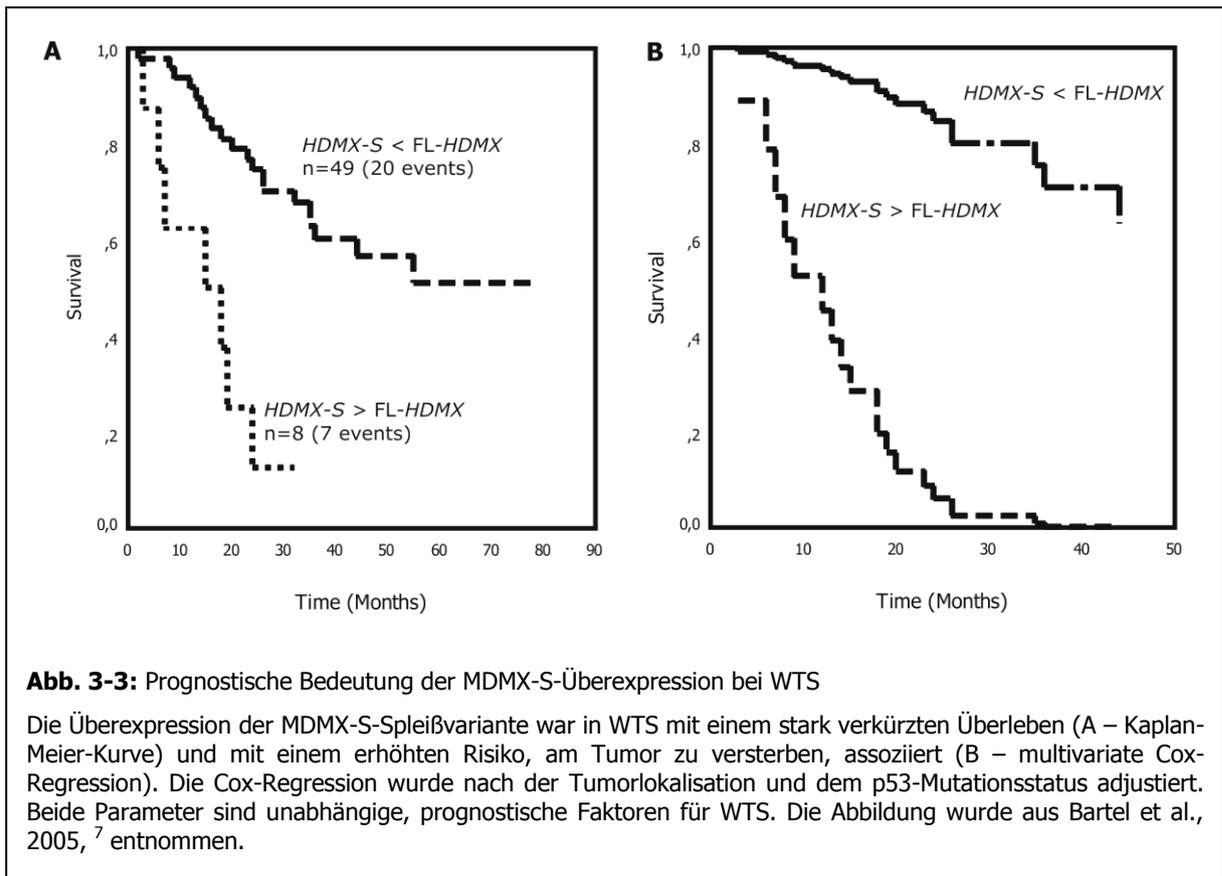 A
1,0
,8
,6
,4
,2
0,0
Survival
HDMX-S < FL-HDMX
n=49 (20 events)
HDMX-S > FL-HDMX
n=8 (7 events)
0 10 20 30 40 50 60 70 80 90
Time (Months)
B
1,0
,8
,6
,4
,2
0,0
Survival
HDMX-S < FL-HDMX
HDMX-S > FL-HDMX
0 10 20 30 40 50
Time (Months)
Abb. 3-3: Prognostische Bedeutung der MDMX-S-Überexpression bei WTS
Die Überexpression der MDMX-S-Spleißvariante war in WTS mit einem stark verkürzten Überleben (A – Kaplan-
Meier-Kurve) und mit einem erhöhten Risiko, am Tumor zu versterben, assoziiert (B – multivariate Cox-
Regression). Die Cox-Regression wurde nach der Tumorlokalisation und dem p53-Mutationsstatus adjustiert.
Beide Parameter sind unabhängige, prognostische Faktoren für WTS. Die Abbildung wurde aus Bartel et al.,
2005, 7 entnommen.